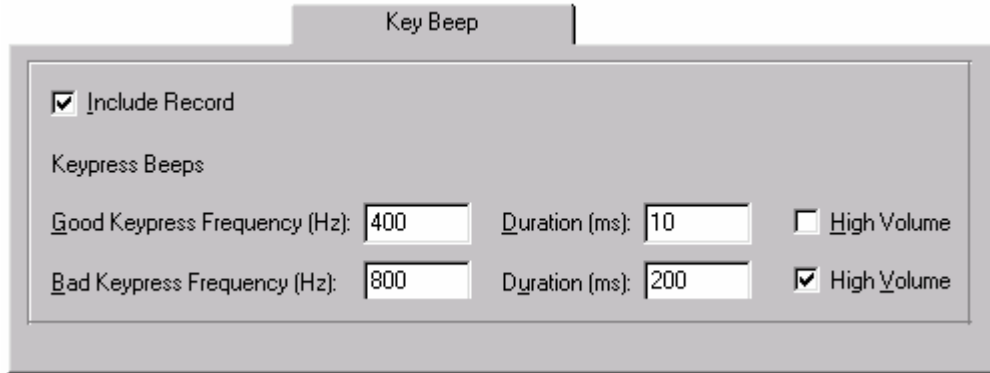 Key Beep
Include Record
Keypress Beeps
Good Keypress Frequency (Hz): 400 Duration (ms): 10 High Volume
Bad Keypress Frequency (Hz): 800 Duration (ms): 200 High Volume